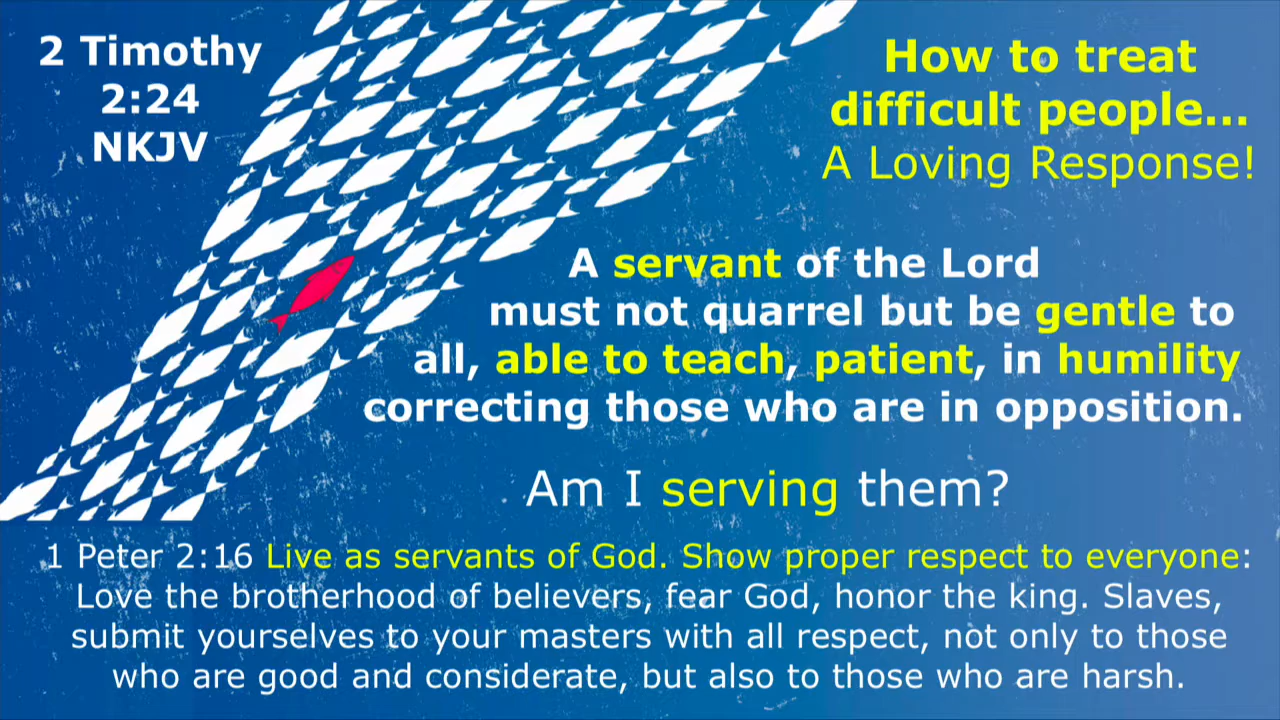 2 Timothy
2:24
NKJV
How to treat
difficult people...
A Loving Response!
A servant of the Lord
must not quarrel but be gentle to
all, able to teach, patient, in humility
correcting those who are in opposition.
Am I serving them?
1 Peter 2:16 Live as servants of God. Show proper respect to everyone:
Love the brotherhood of believers, fear God, honor the king. Slaves,
submit yourselves to your masters with all respect, not only to those
who are good and considerate, but also to those who are harsh.